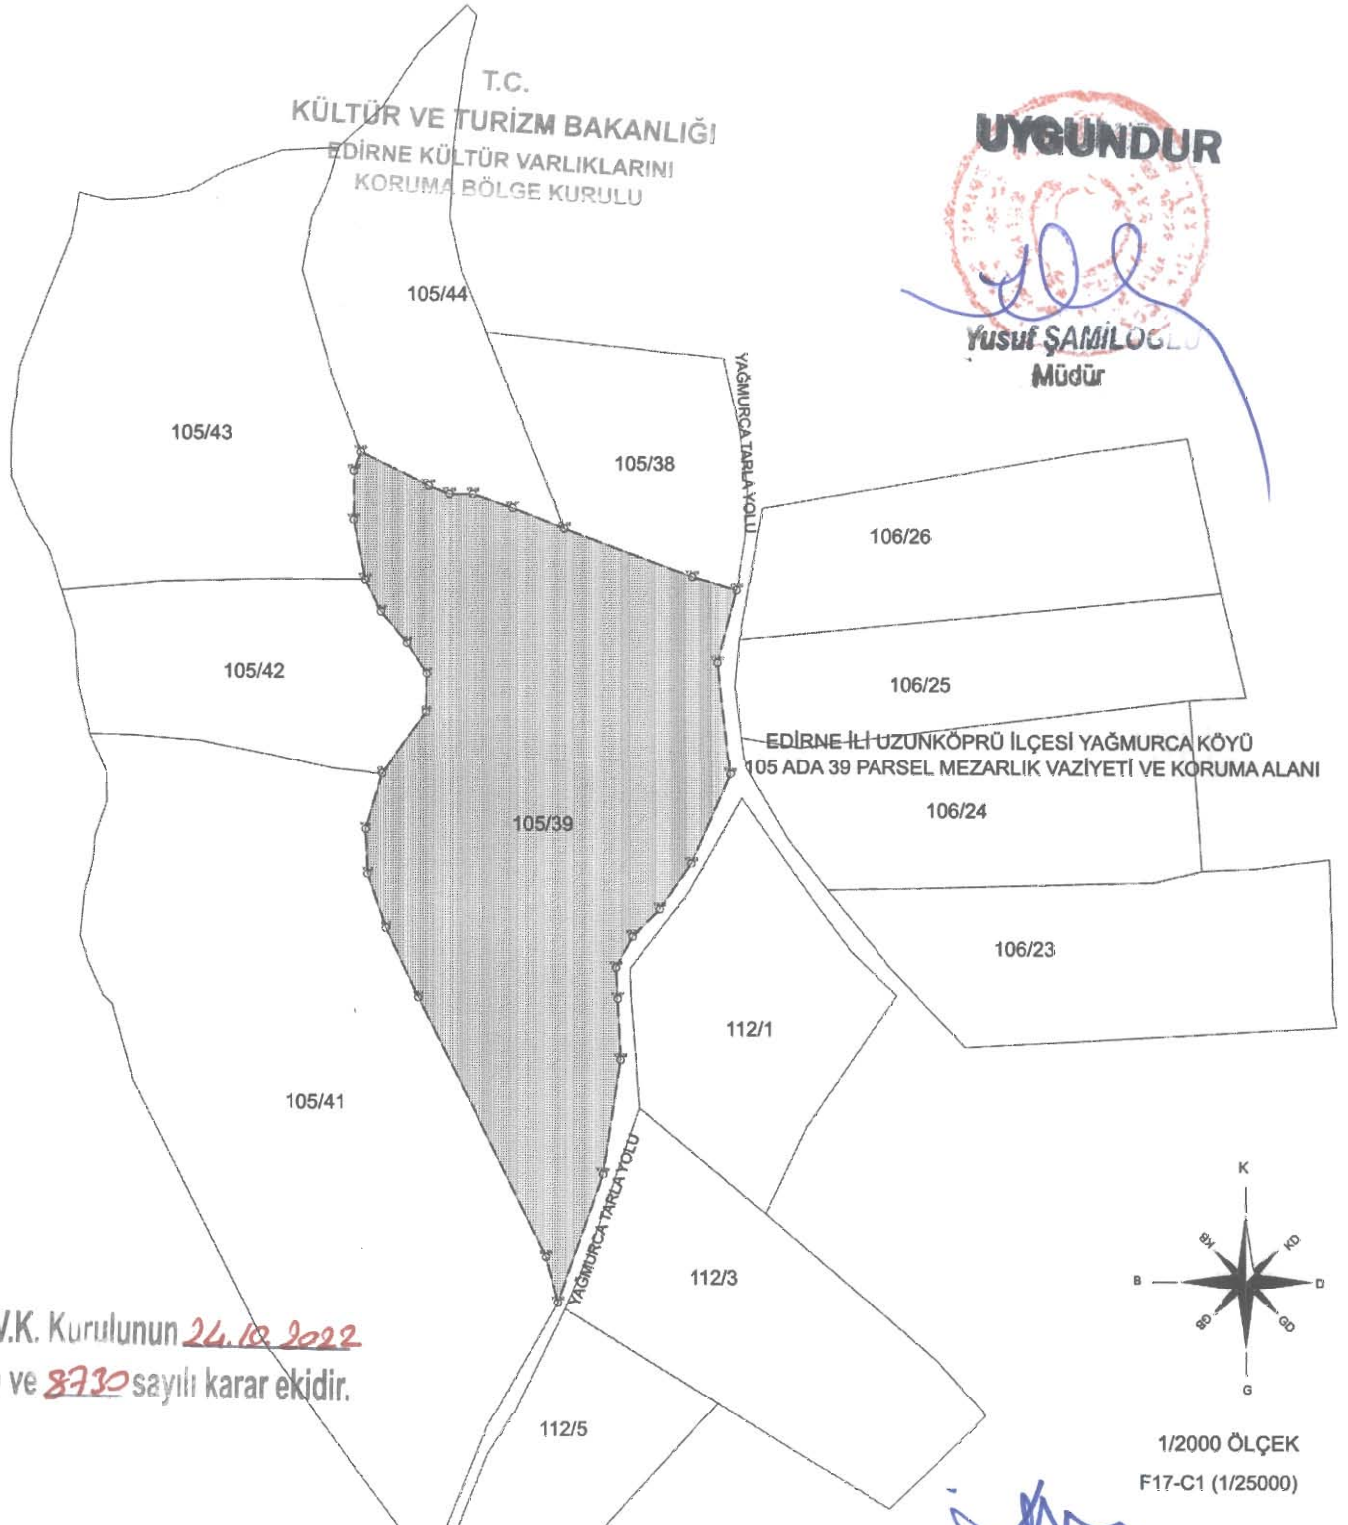 T.C.
KÜLTÜR VE TURİZM BAKANLIĞI
EDİRNE KÜLTÜR VARLIKLARINI
KORUMA BÖLGE KURULU
UYGUNDUR
Yusuf ŞAMİLOĞLU
Müdür
105/44
YAĞMURCA TARLA YOLU
105/43
105/38
106/26
105/42
106/25
EDİRNE İLİ UZUNKÖPRÜ İLÇESİ YAĞMURCA KÖYÜ
105 ADA 39 PARSEL MEZARLIK VAZİYETİ VE KORUMA ALANI
106/24
105/39
106/23
112/1
105/41
YAĞMURCA TARLA YOLU
112/3
K
KB
KD
B
D
GB
GD
G
V.K. Kurulunun 24.10.2022
ve 8730 sayılı karar ekidir.
112/5
1/2000 ÖLÇEK
F17-C1 (1/25000)